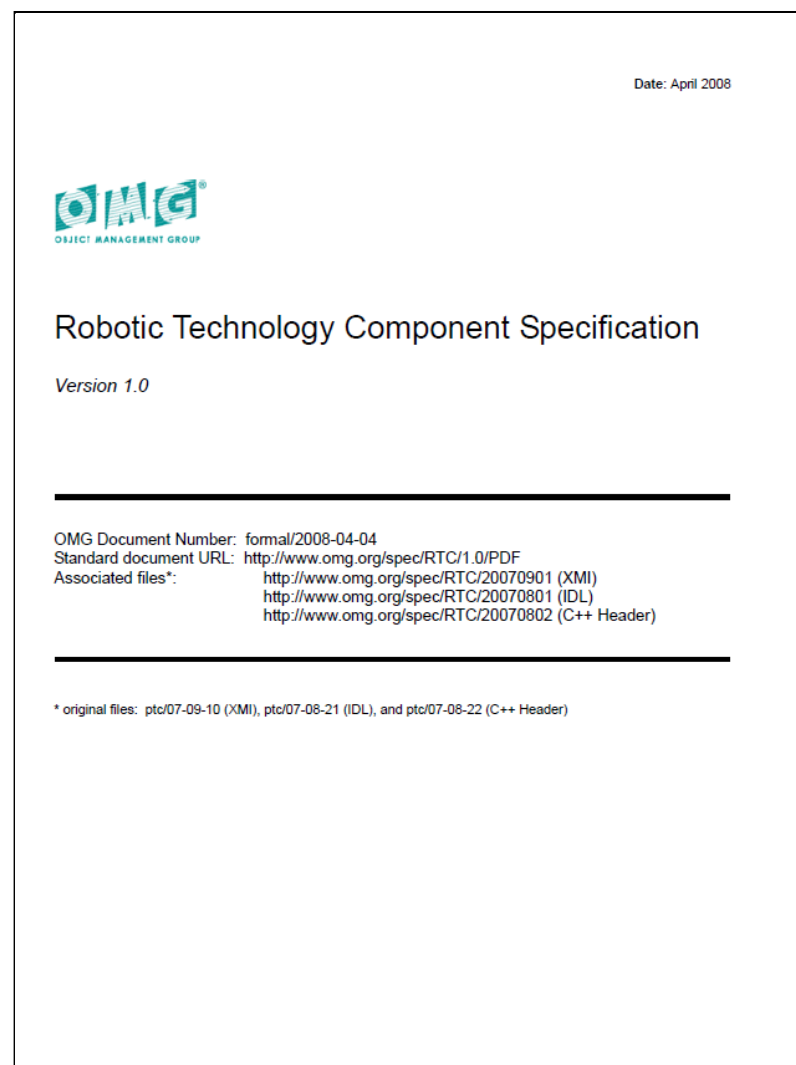 Date: April 2008
OMG®
OBJECT MANAGEMENT GROUP
Robotic Technology Component Specification
Version 1.0
OMG Document Number: formal/2008-04-04
Standard document URL: http://www.omg.org/spec/RTC/1.0/PDF
Associated files*: http://www.omg.org/spec/RTC/20070901 (XMI)
http://www.omg.org/spec/RTC/20070801 (IDL)
http://www.omg.org/spec/RTC/20070802 (C++ Header)
* original files: ptc/07-09-10 (XMI), ptc/07-08-21 (IDL), and ptc/07-08-22 (C++ Header)